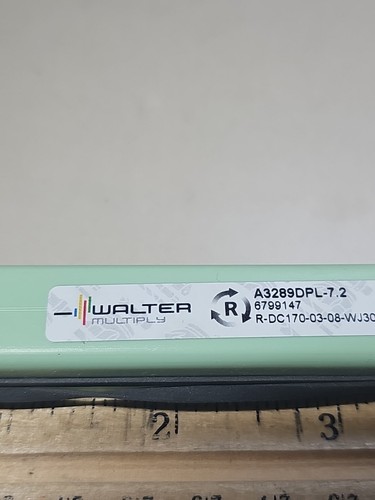 WALTER
MULTIPLY
R
A3289DPL-7.2
6799147
R-DC170-03-08-WJ30
2
3